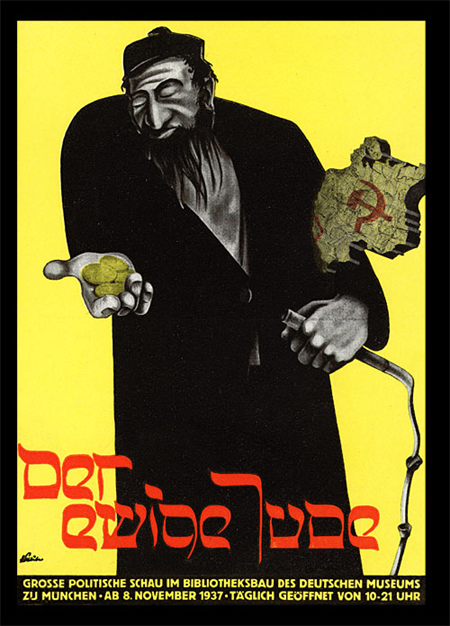 Der
ewige Jude
GROSSE POLITISCHE SCHAU IM BIBLIOTHEKSBAU DES DEUTSCHEN MUSEUMS
ZU MUNCHEN · AB 8. NOVEMBER 1937 · TÄGLICH GEÖFFNET VON 10-21 UHR